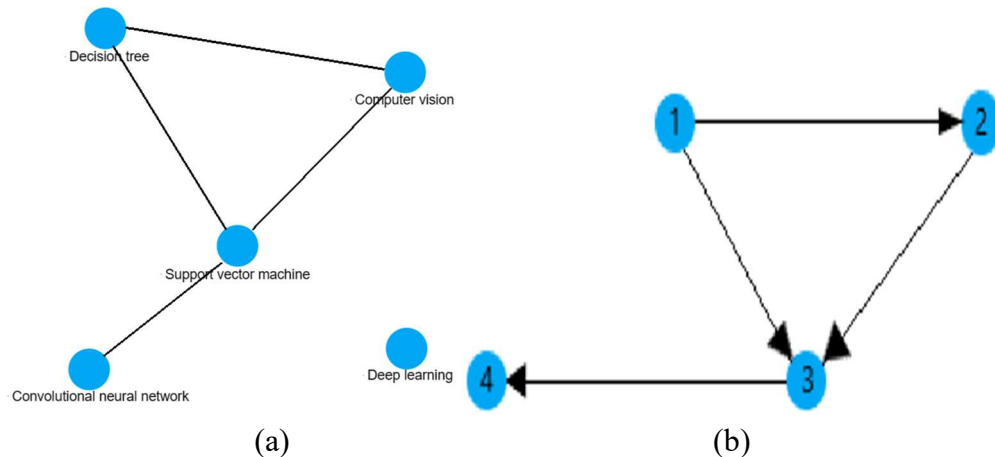 Decision tree
Computer vision
Support vector machine
Convolutional neural network
Deep learning
(a)
1
2
3
4
(b)